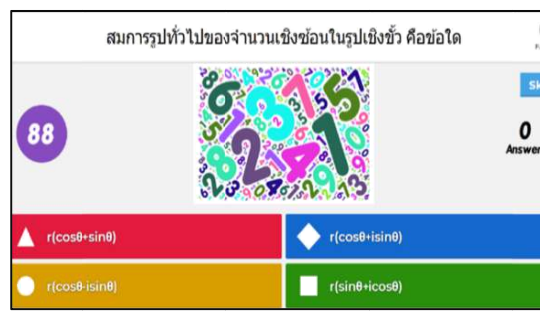 สมการรูปทั่วไปของจำนวนเชิงซ้อนในรูปเชิงขั้ว คือข้อใด
88
Sk
0
Answer
r(cosθ+sinθ)
r(cosθ+isinθ)
r(cosθ-isinθ)
r(sinθ+icosθ)